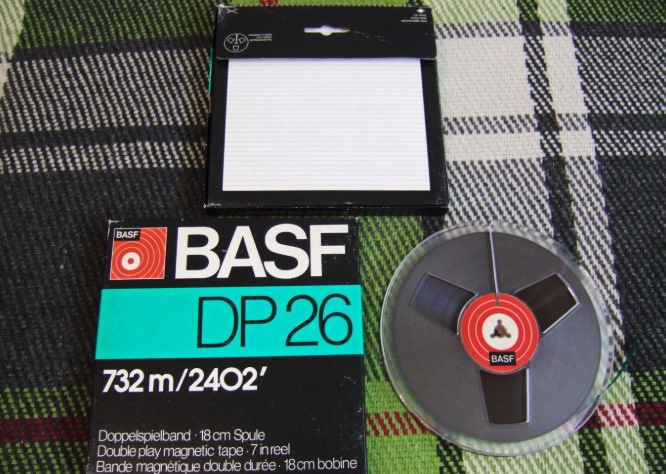 BASF
BASF
DP 26
732 m/2402'
Doppelspielband · 18 cm Spule
Double play magnetic tape · 7 in reel
Bande magnétique double durée · 18 cm bobine
BASF